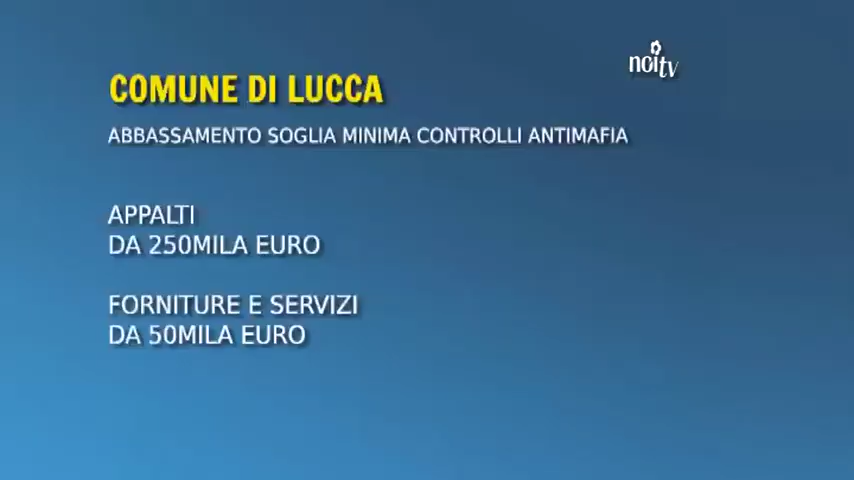 noitv
COMUNE DI LUCCA
ABBASSAMENTO SOGLIA MINIMA CONTROLLI ANTIMAFIA
APPALTI
DA 250MILA EURO
FORNITURE E SERVIZI
DA 50MILA EURO